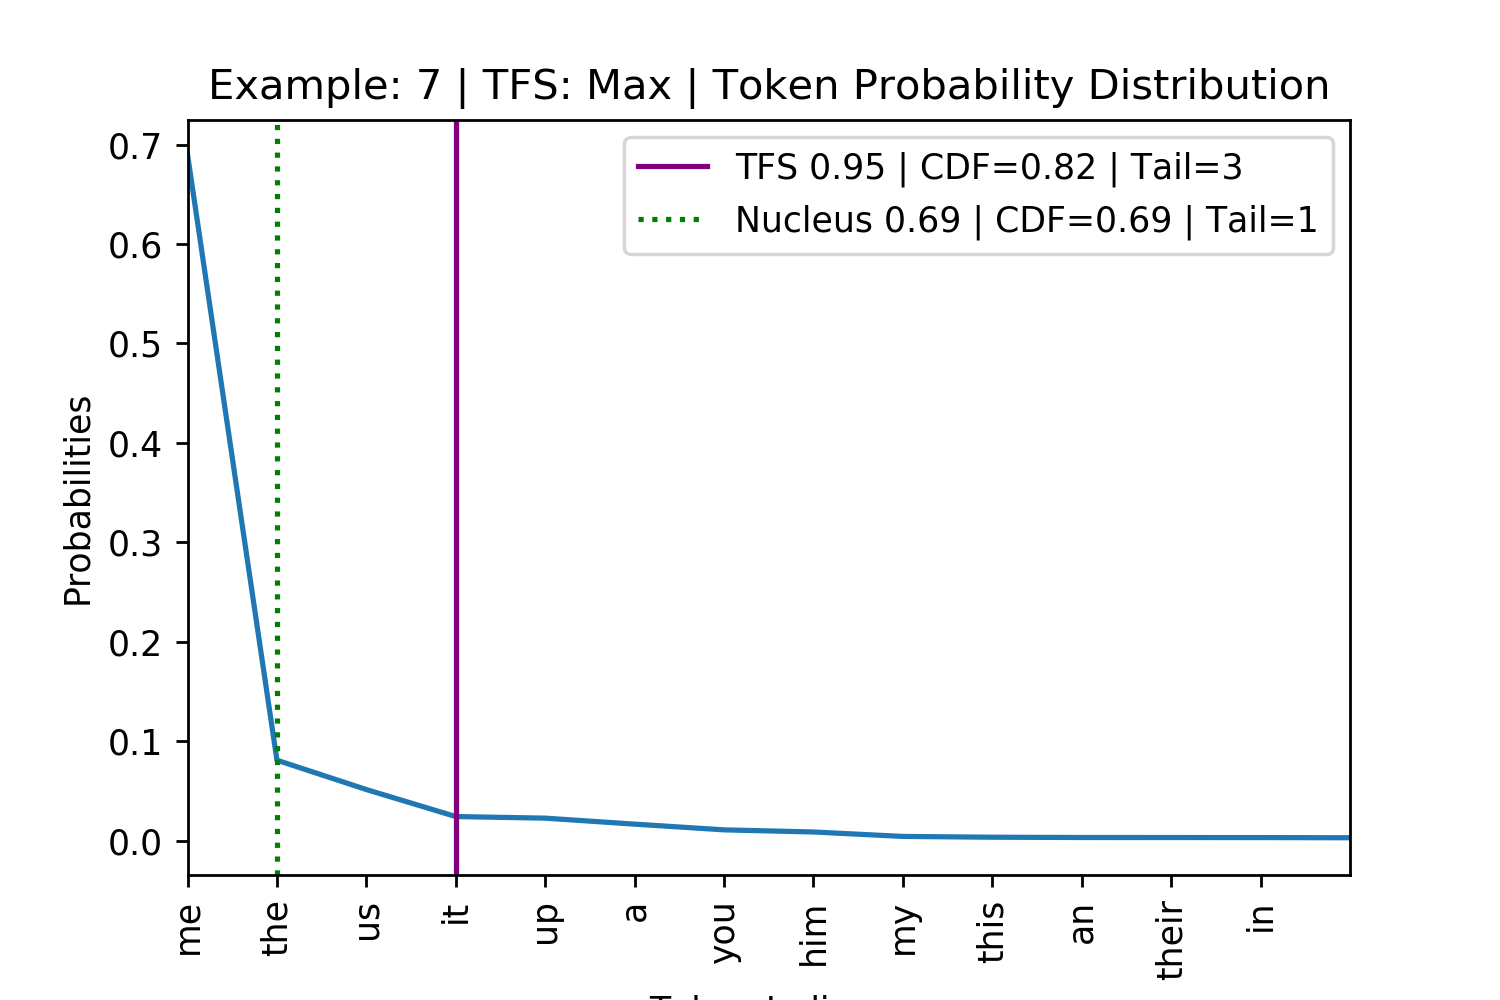 Example: 7 | TFS: Max | Token Probability Distribution
TFS 0.95 | CDF=0.82 | Tail=3
Nucleus 0.69 | CDF=0.69 | Tail=1
Probabilities
0.7
0.6
0.5
0.4
0.3
0.2
0.1
0.0
me
the
us
it
up
a
you
him
my
this
an
their
in